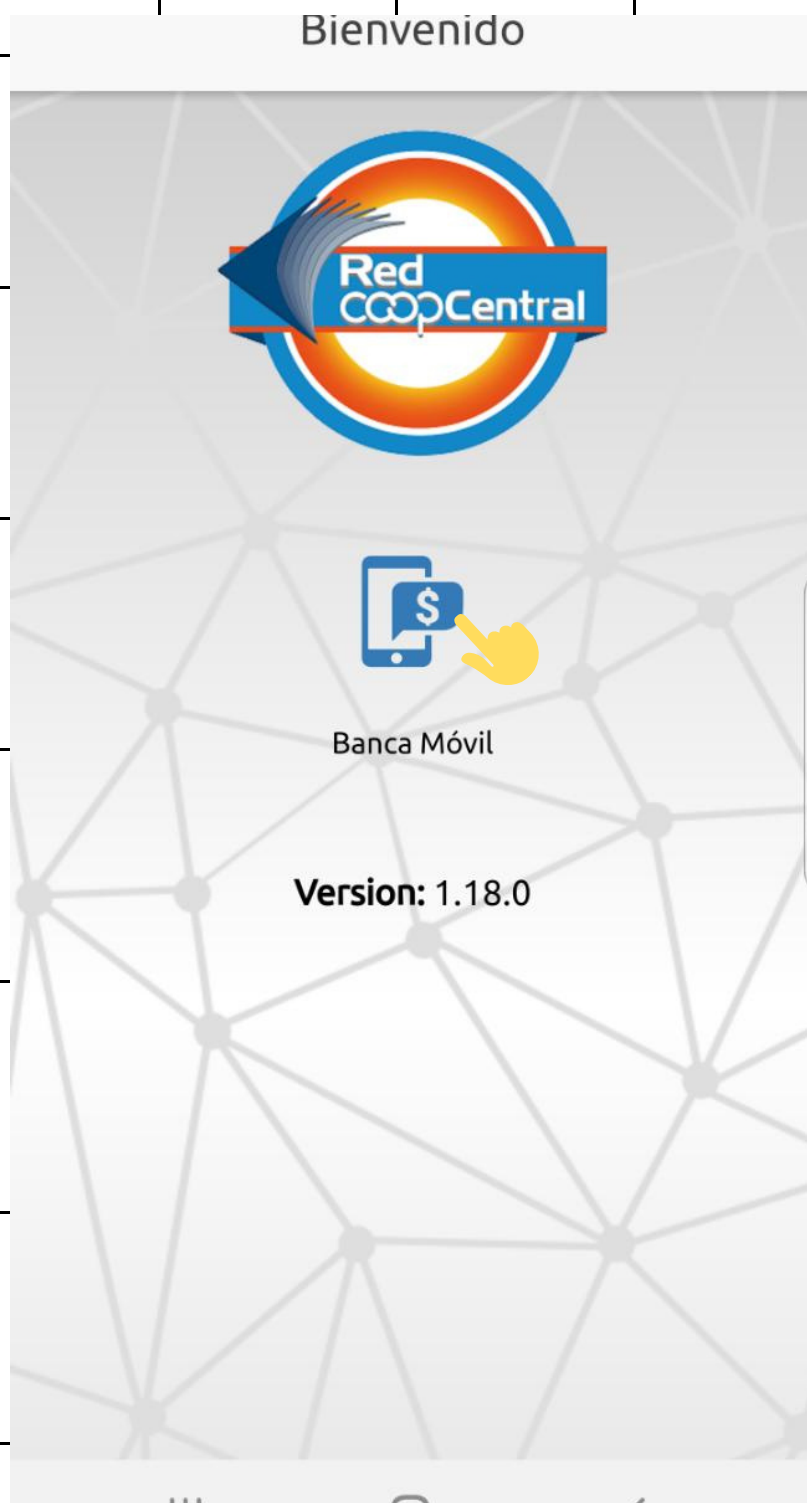 Bienvenido
Red
coopCentral
$
Banca Móvil
Version: 1.18.0